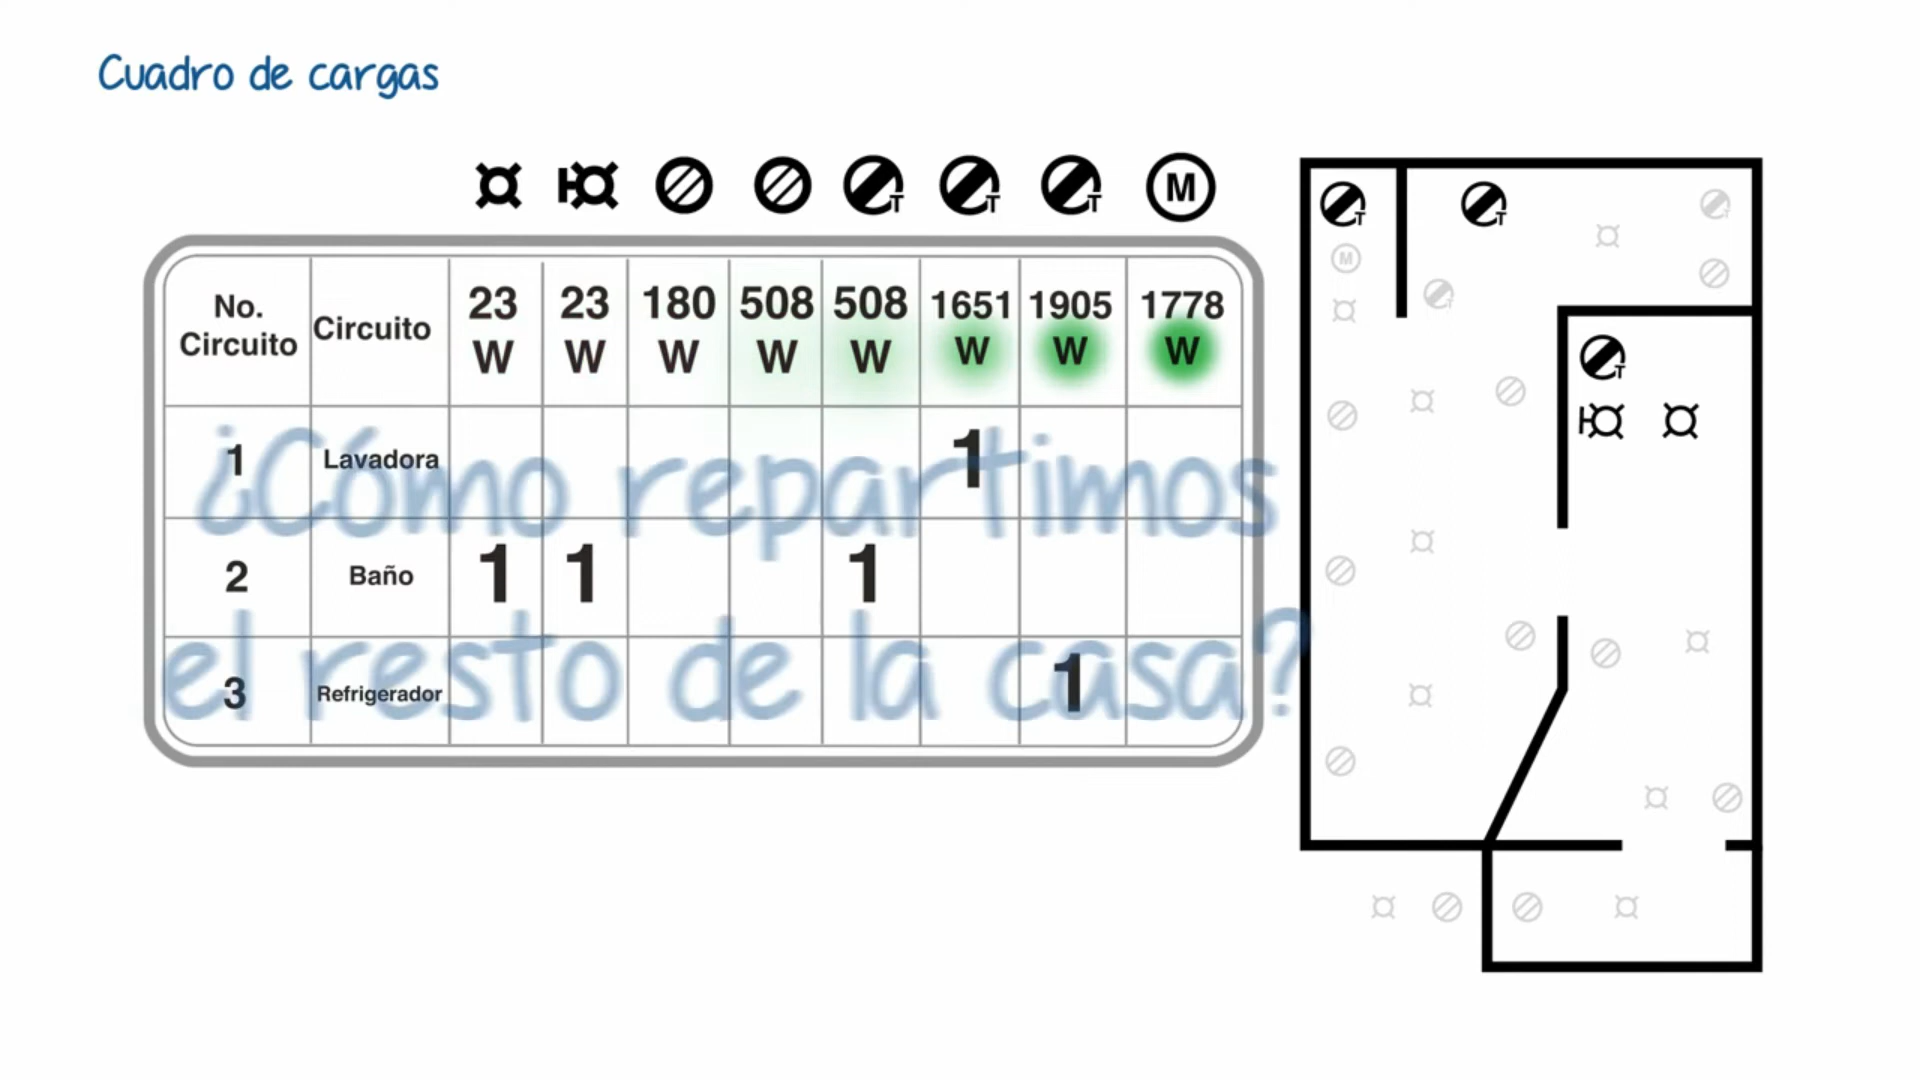 Cuadro de cargas
T T T M
No. Circuito Circuito 23 W 23 W 180 W 508 W 508 W 1651 W 1905 W 1778 W
1 Lavadora 1
2 Baño 1 1 1
3 Refrigerador 1
¿Cómo repartimos
el resto de la casa?
T T T
M T
T